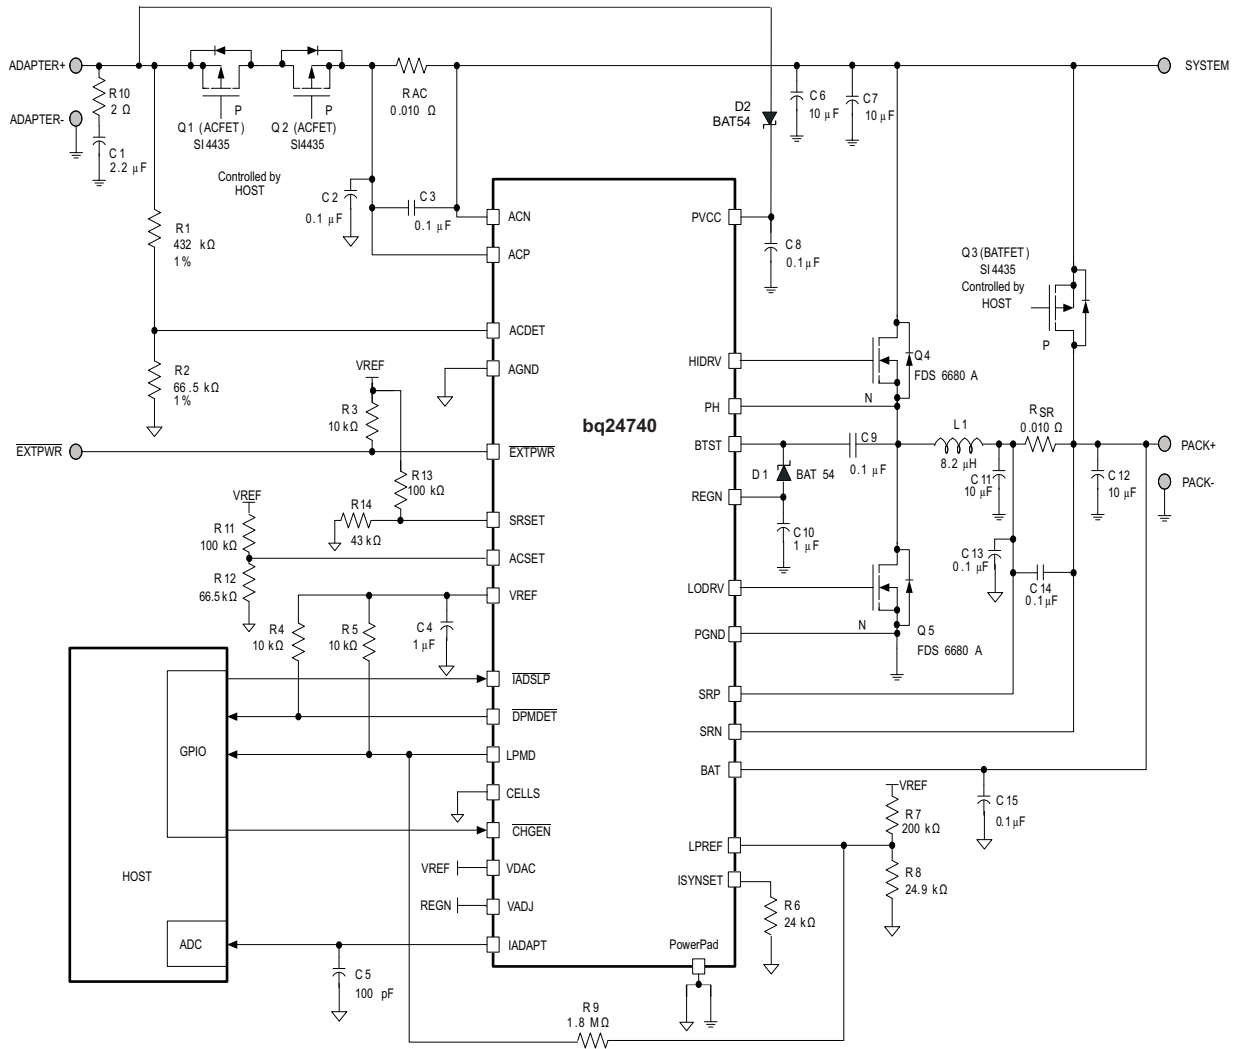 ADAPTER+
R10
2 Ω
ADAPTER-
C1
2.2 µF
P
Q1 (ACFET)
SI4435
P
Q2 (ACFET)
SI4435
Controlled by
HOST
RAC
0.010 Ω
D2
BAT54
C6
10 µF
C7
10 µF
SYSTEM
R1
432 kΩ
1%
C2
0.1 µF
C3
0.1 µF
ACN
ACP
PVCC
C8
0.1µF
Q3 (BATFET)
SI4435
Controlled by
HOST
P
R2
66.5 kΩ
1%
ACDET
AGND
VREF
R3
10 kΩ
EXTPWR
EXTPWR
bq24740
HIDRV
Q4
FDS 6680 A
N
PH
BTST
C9
0.1 µF
L1
8.2 µH
RSR
0.010 Ω
C11
10 µF
C12
10 µF
PACK+
PACK-
D1
BAT 54
REGN
C10
1 µF
R13
100 kΩ
R14
43 kΩ
SRSET
VREF
R11
100 kΩ
ACSET
R12
66.5kΩ
VREF
R4
10 kΩ
R5
10 kΩ
C4
1 µF
LODRV
PGND
N
Q5
FDS 6680 A
C13
0.1 µF
C14
0.1µF
IADSLP
SRP
DPMDET
SRN
GPIO
LPMD
BAT
C15
0.1µF
CELLS
VREF
R7
200 kΩ
CHGEN
LPREF
R8
24.9 kΩ
HOST
VREF
VDAC
ISYNSET
R6
24 kΩ
REGN
VADJ
ADC
IADAPT
PowerPad
C5
100 pF
R9
1.8 MΩ